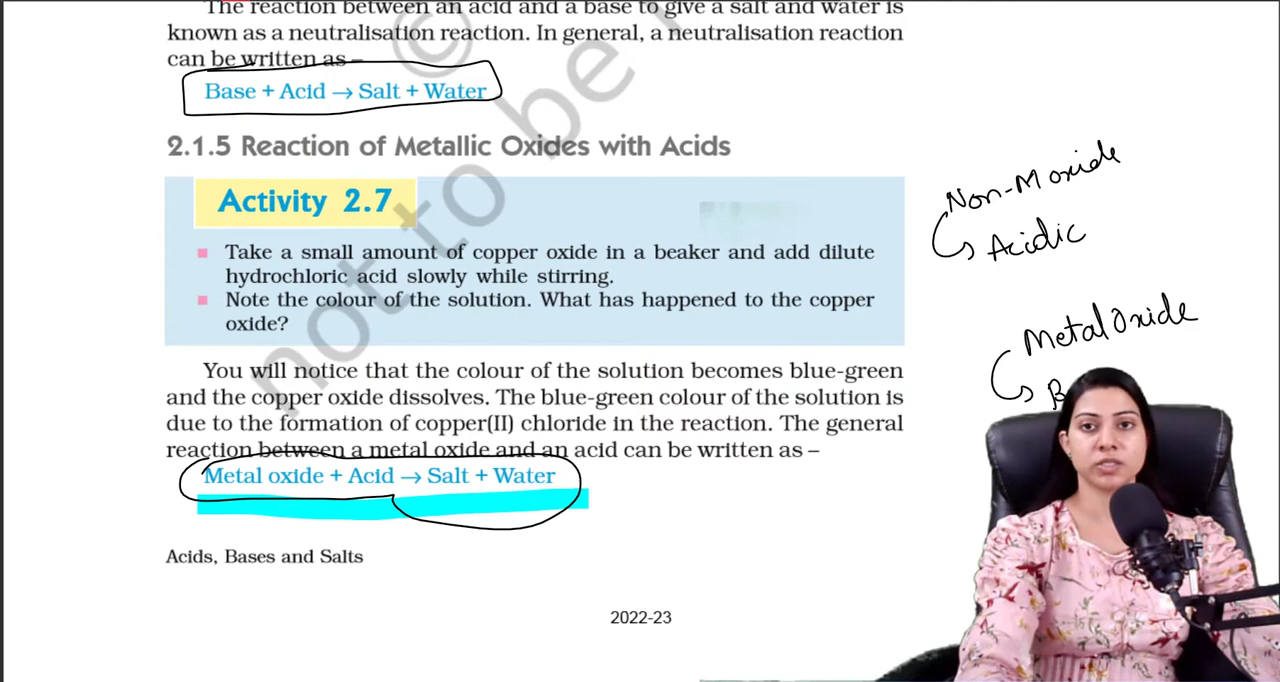 The reaction between an acid and a base to give a salt and water is
known as a neutralisation reaction. In general, a neutralisation reaction
can be written as –
Base + Acid → Salt + Water
2.1.5 Reaction of Metallic Oxides with Acids
Activity 2.7
Take a small amount of copper oxide in a beaker and add dilute
hydrochloric acid slowly while stirring.
Note the colour of the solution. What has happened to the copper
oxide?
You will notice that the colour of the solution becomes blue-green
and the copper oxide dissolves. The blue-green colour of the solution is
due to the formation of copper(II) chloride in the reaction. The general
reaction between a metal oxide and an acid can be written as –
Metal oxide + Acid → Salt + Water
Acids, Bases and Salts
2022-23
© not to be
Non-M oxide
Acidic
Metal Oxide